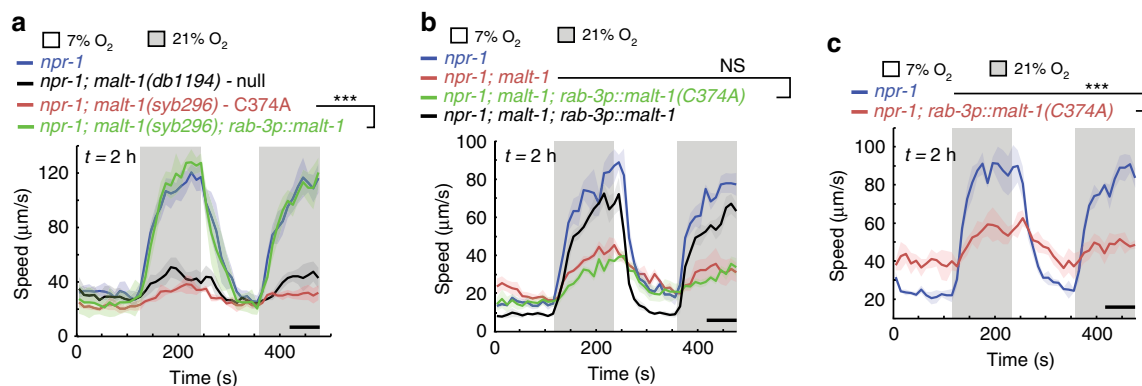 a
7% O₂ 21% O₂
npr-1
npr-1; malt-1(db1194) - null
npr-1; malt-1(syb296) - C374A
***
npr-1; malt-1(syb296); rab-3p::malt-1
t = 2 h
120
80
40
0
Speed (μm/s)
0 200 400
Time (s)
b
7% O₂ 21% O₂
npr-1
NS
npr-1; malt-1
npr-1; malt-1; rab-3p::malt-1(C374A)
npr-1; malt-1; rab-3p::malt-1
t = 2 h
100
80
60
40
20
0
Speed (μm/s)
0 200 400
Time (s)
c
7% O₂ 21% O₂
npr-1
***
npr-1; rab-3p::malt-1(C374A)
t = 2 h
100
80
60
40
20
Speed (μm/s)
0 200 400
Time (s)